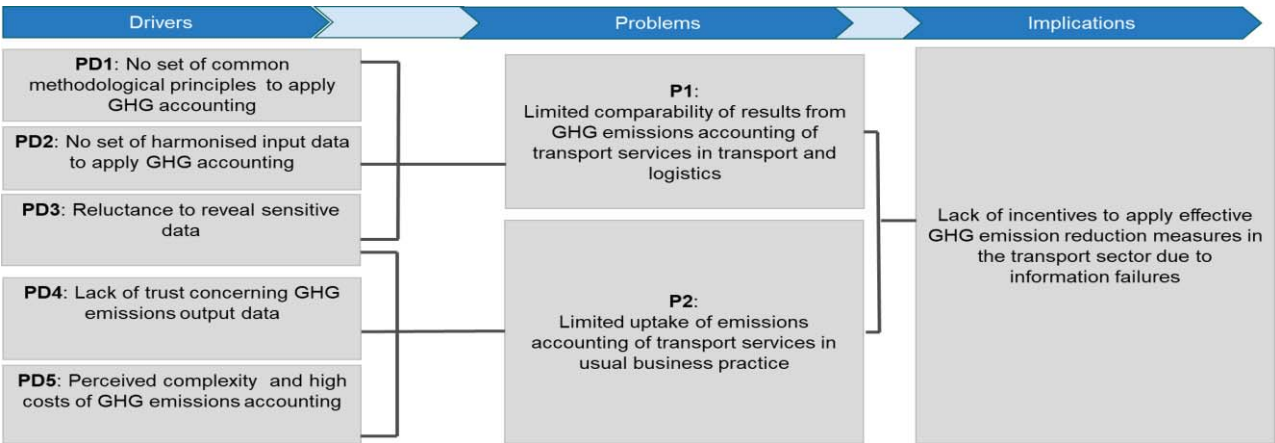 Drivers
Problems
Implications
PD1: No set of common
methodological principles to apply
GHG accounting
PD2: No set of harmonised input data
to apply GHG accounting
PD3: Reluctance to reveal sensitive
data
PD4: Lack of trust concerning GHG
emissions output data
PD5: Perceived complexity and high
costs of GHG emissions accounting
P1:
Limited comparability of results from
GHG emissions accounting of
transport services in transport and
logistics
P2:
Limited uptake of emissions
accounting of transport services in
usual business practice
Lack of incentives to apply effective
GHG emission reduction measures in
the transport sector due to
information failures